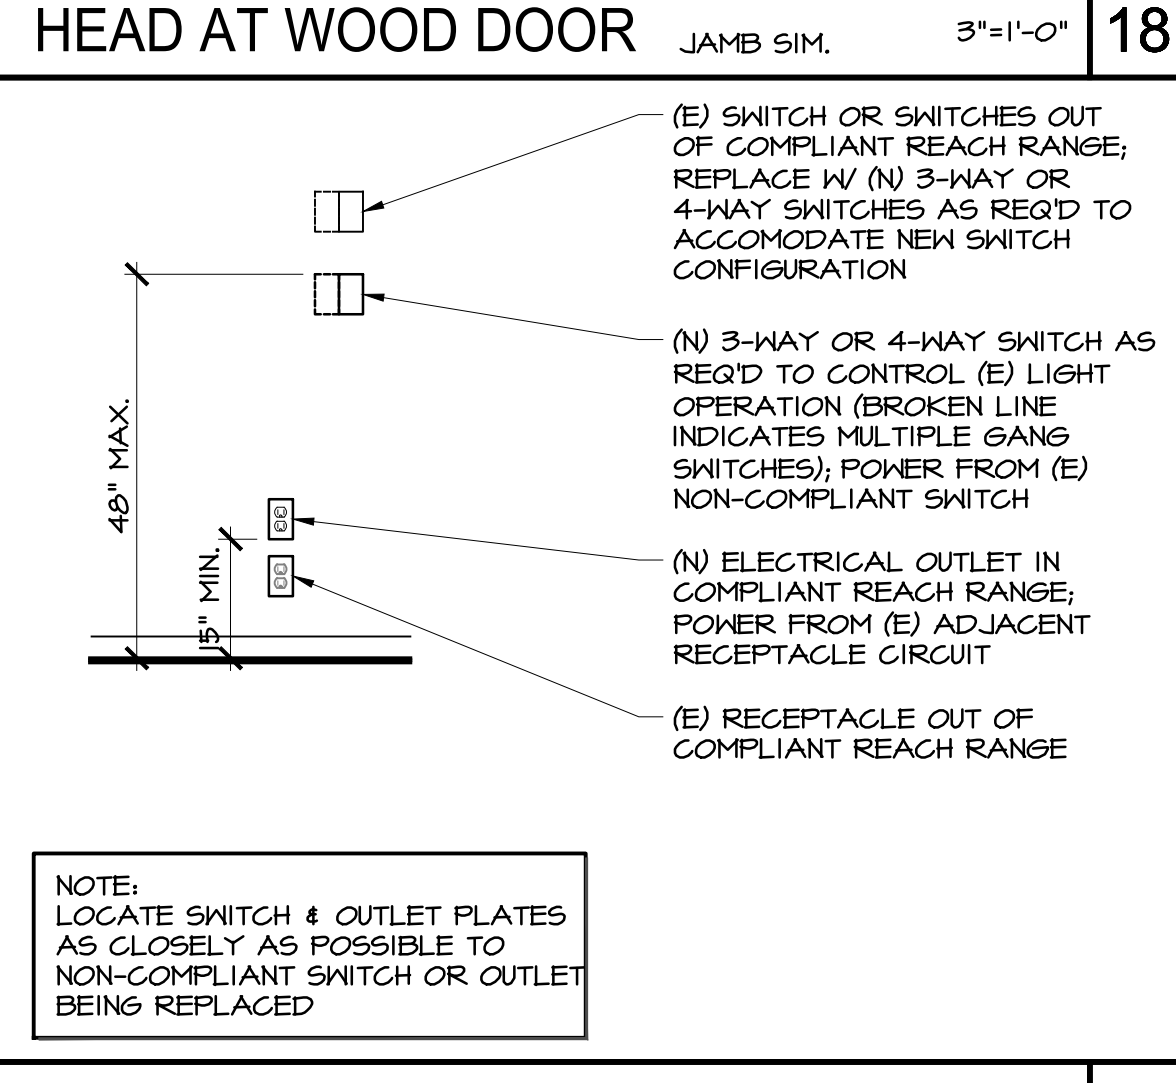 HEAD AT WOOD DOOR JAMB SIM. 3"=1'-0" 18
(E) SWITCH OR SWITCHES OUT
OF COMPLIANT REACH RANGE;
REPLACE W/ (N) 3-WAY OR
4-WAY SWITCHES AS REQ'D TO
ACCOMODATE NEW SWITCH
CONFIGURATION
(N) 3-WAY OR 4-WAY SWITCH AS
REQ'D TO CONTROL (E) LIGHT
OPERATION (BROKEN LINE
INDICATES MULTIPLE GANG
SWITCHES); POWER FROM (E)
NON-COMPLIANT SWITCH
48" MAX.
15" MIN.
(N) ELECTRICAL OUTLET IN
COMPLIANT REACH RANGE;
POWER FROM (E) ADJACENT
RECEPTACLE CIRCUIT
(E) RECEPTACLE OUT OF
COMPLIANT REACH RANGE
NOTE:
LOCATE SWITCH & OUTLET PLATES
AS CLOSELY AS POSSIBLE TO
NON-COMPLIANT SWITCH OR OUTLET
BEING REPLACED